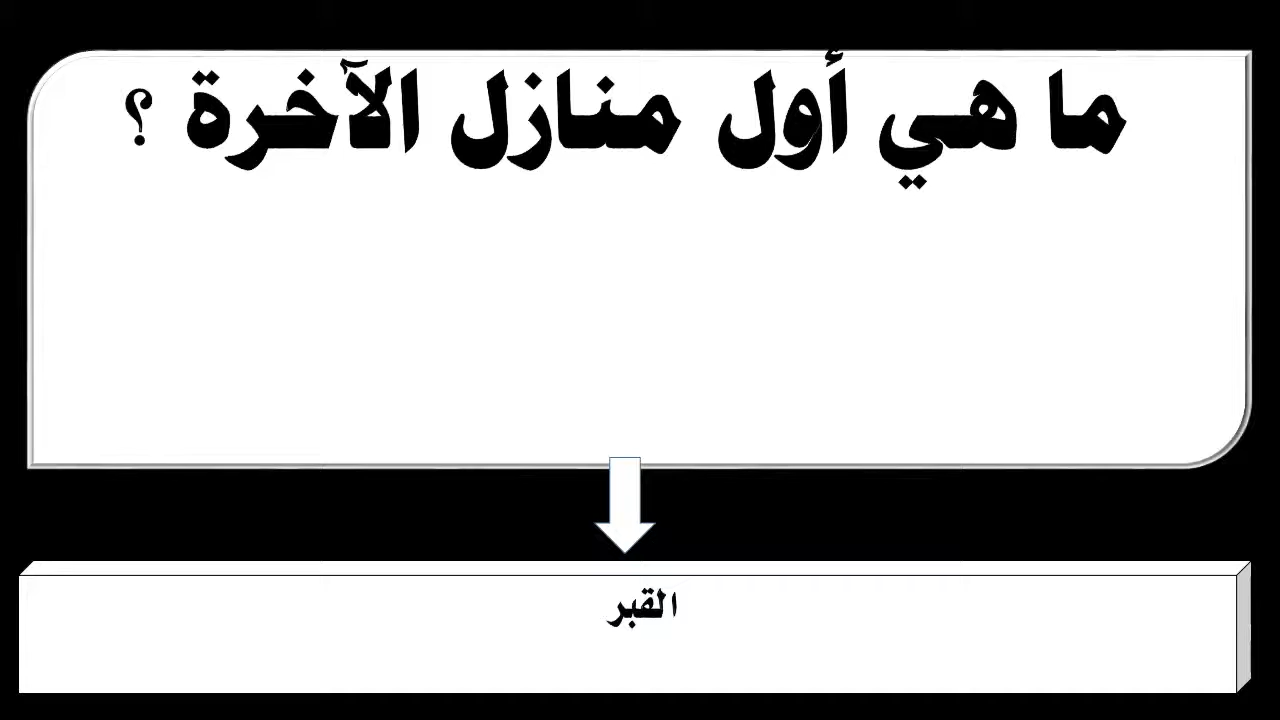 ما هي أول منازل الآخرة ؟
القبر